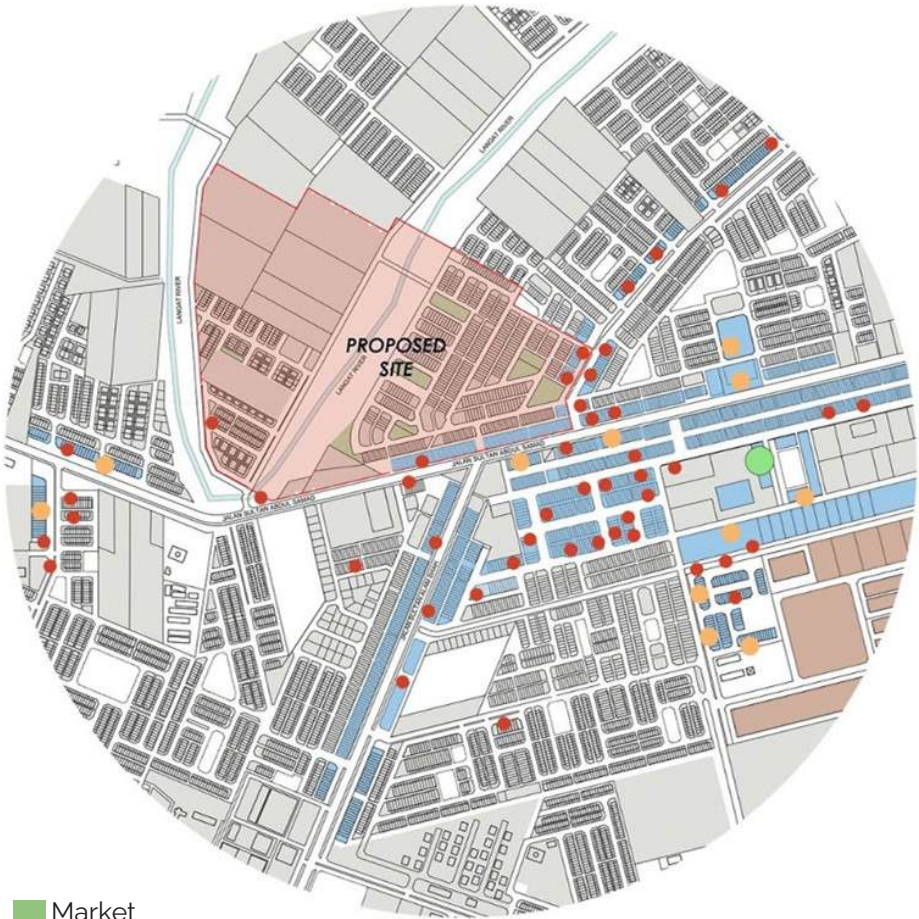 LANGAT RIVER
LANGAT RIVER
PROPOSED
SITE
LANGAT RIVER
JALAN SULTAN ABDUL SAMAD
JALAN SULTAN ABDUL SAMAD
Market